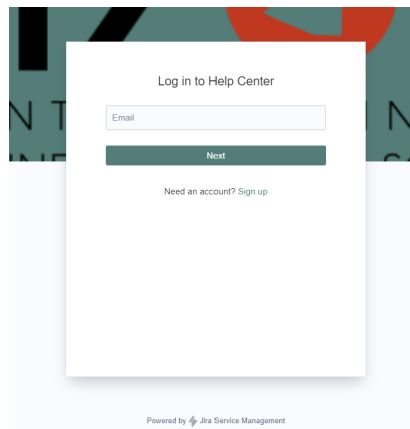 Log in to Help Center
Email
Next
Need an account? Sign up
Powered by Jira Service Management